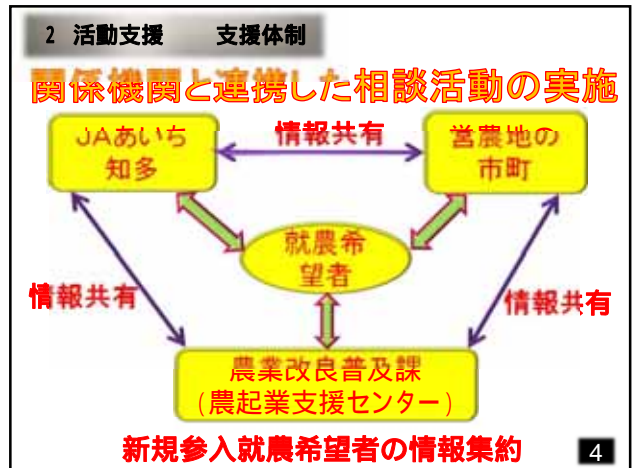 2 活動支援 支援体制
関係機関と連携した相談活動の実施
JAあいち
知多
情報共有
営農地の
市町
就農希
望者
情報共有
情報共有
農業改良普及課
(農起業支援センター)
新規参入就農希望者の情報集約
4